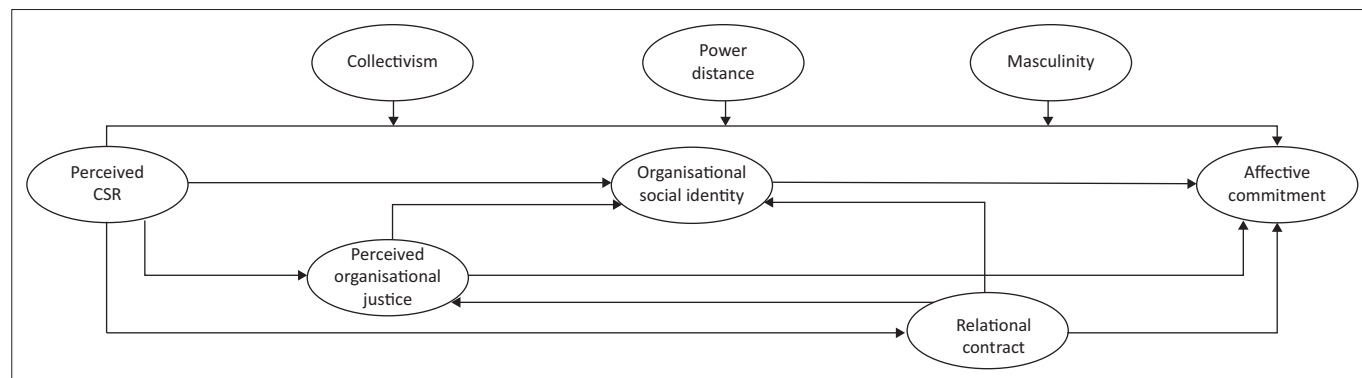 Collectivism
Power
distance
Masculinity
Perceived
CSR
Organisational
social identity
Affective
commitment
Perceived
organisational
justice
Relational
contract